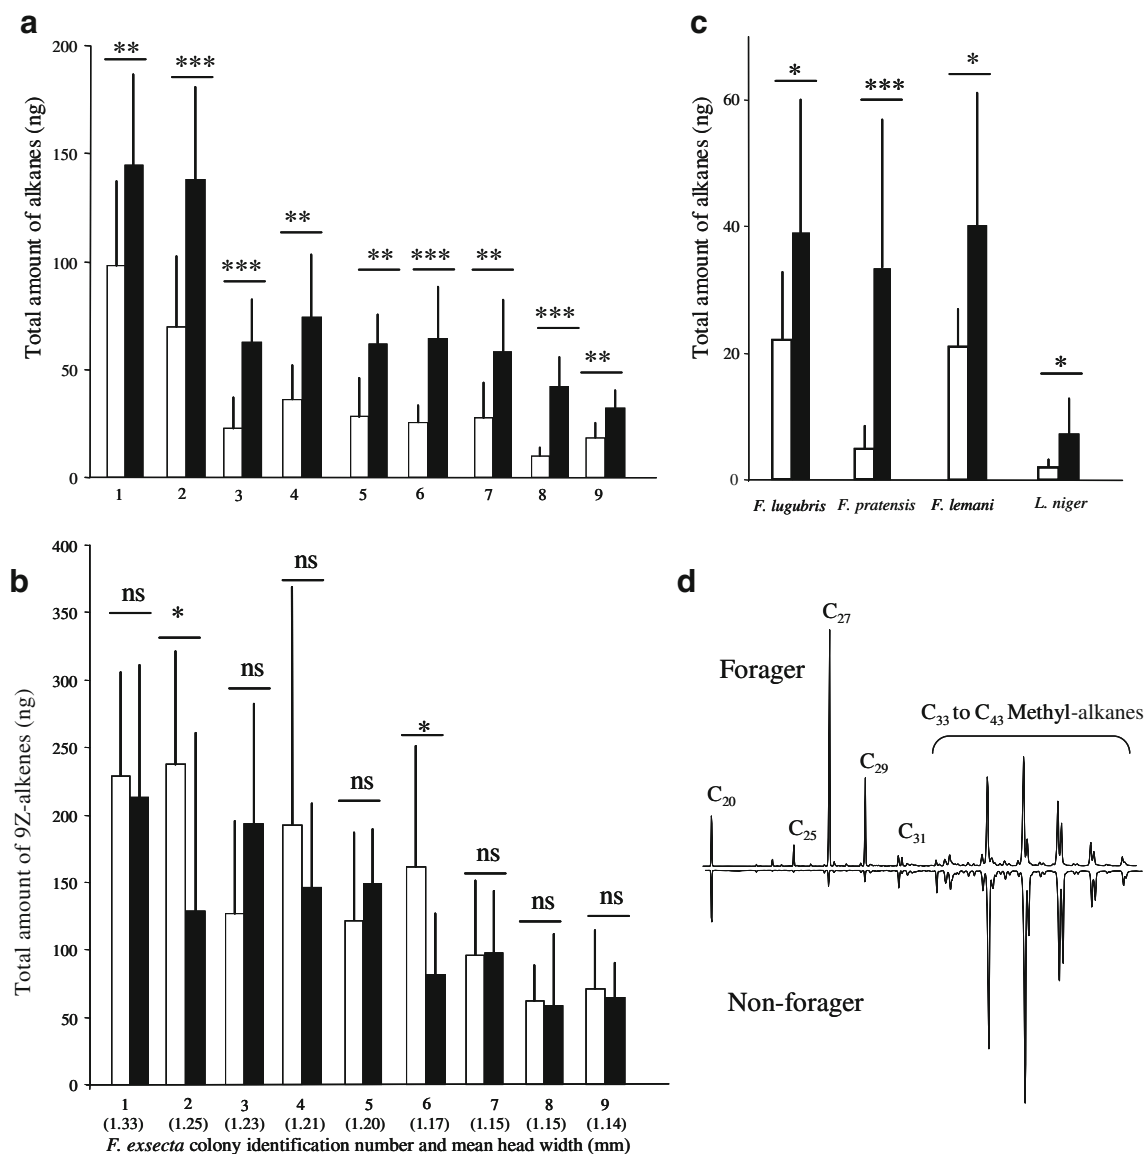 a
Total amount of alkanes (ng)
200
150
100
50
0
**
***
***
**
**
***
**
***
**
1 2 3 4 5 6 7 8 9
c
Total amount of alkanes (ng)
60
40
20
0
*
***
*
*
F. lugubris F. pratensis F. lemani L. niger
b
Total amount of 9Z-alkenes (ng)
400
350
300
250
200
150
100
50
0
ns
*
ns
ns
ns
*
ns
ns
ns
1 2 3 4 5 6 7 8 9
(1.33) (1.25) (1.23) (1.21) (1.20) (1.17) (1.15) (1.15) (1.14)
F. exsecta colony identification number and mean head width (mm)
d
Forager
C20
C25
C27
C29
C31
C33 to C43 Methyl-alkanes
Non-forager